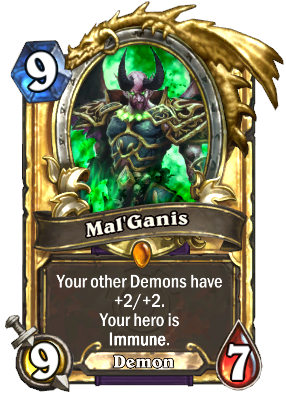 9
Mal'Ganis
Your other Demons have
+2/+2.
Your hero is
Immune.
9
Demon
7